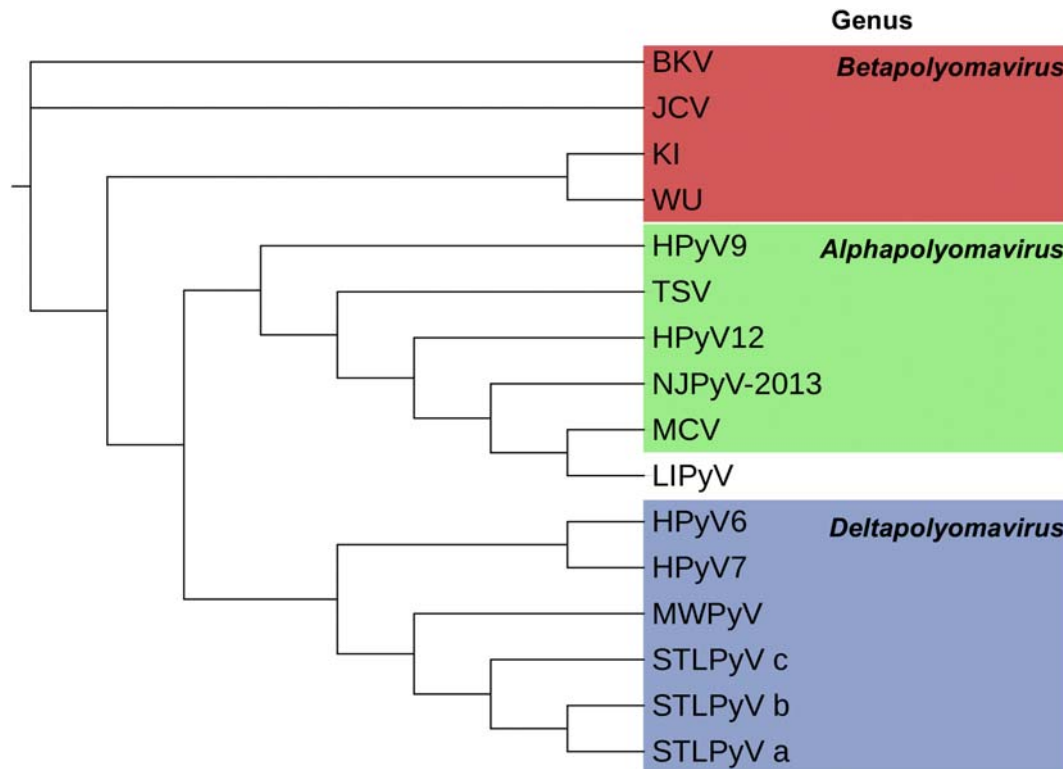 Genus
BKV Betapolyomavirus
JCV
KI
WU
HPyV9 Alphapolyomavirus
TSV
HPyV12
NJPyV-2013
MCV
LIPyV
HPyV6 Deltapolyomavirus
HPyV7
MWPyV
STLPyV c
STLPyV b
STLPyV a